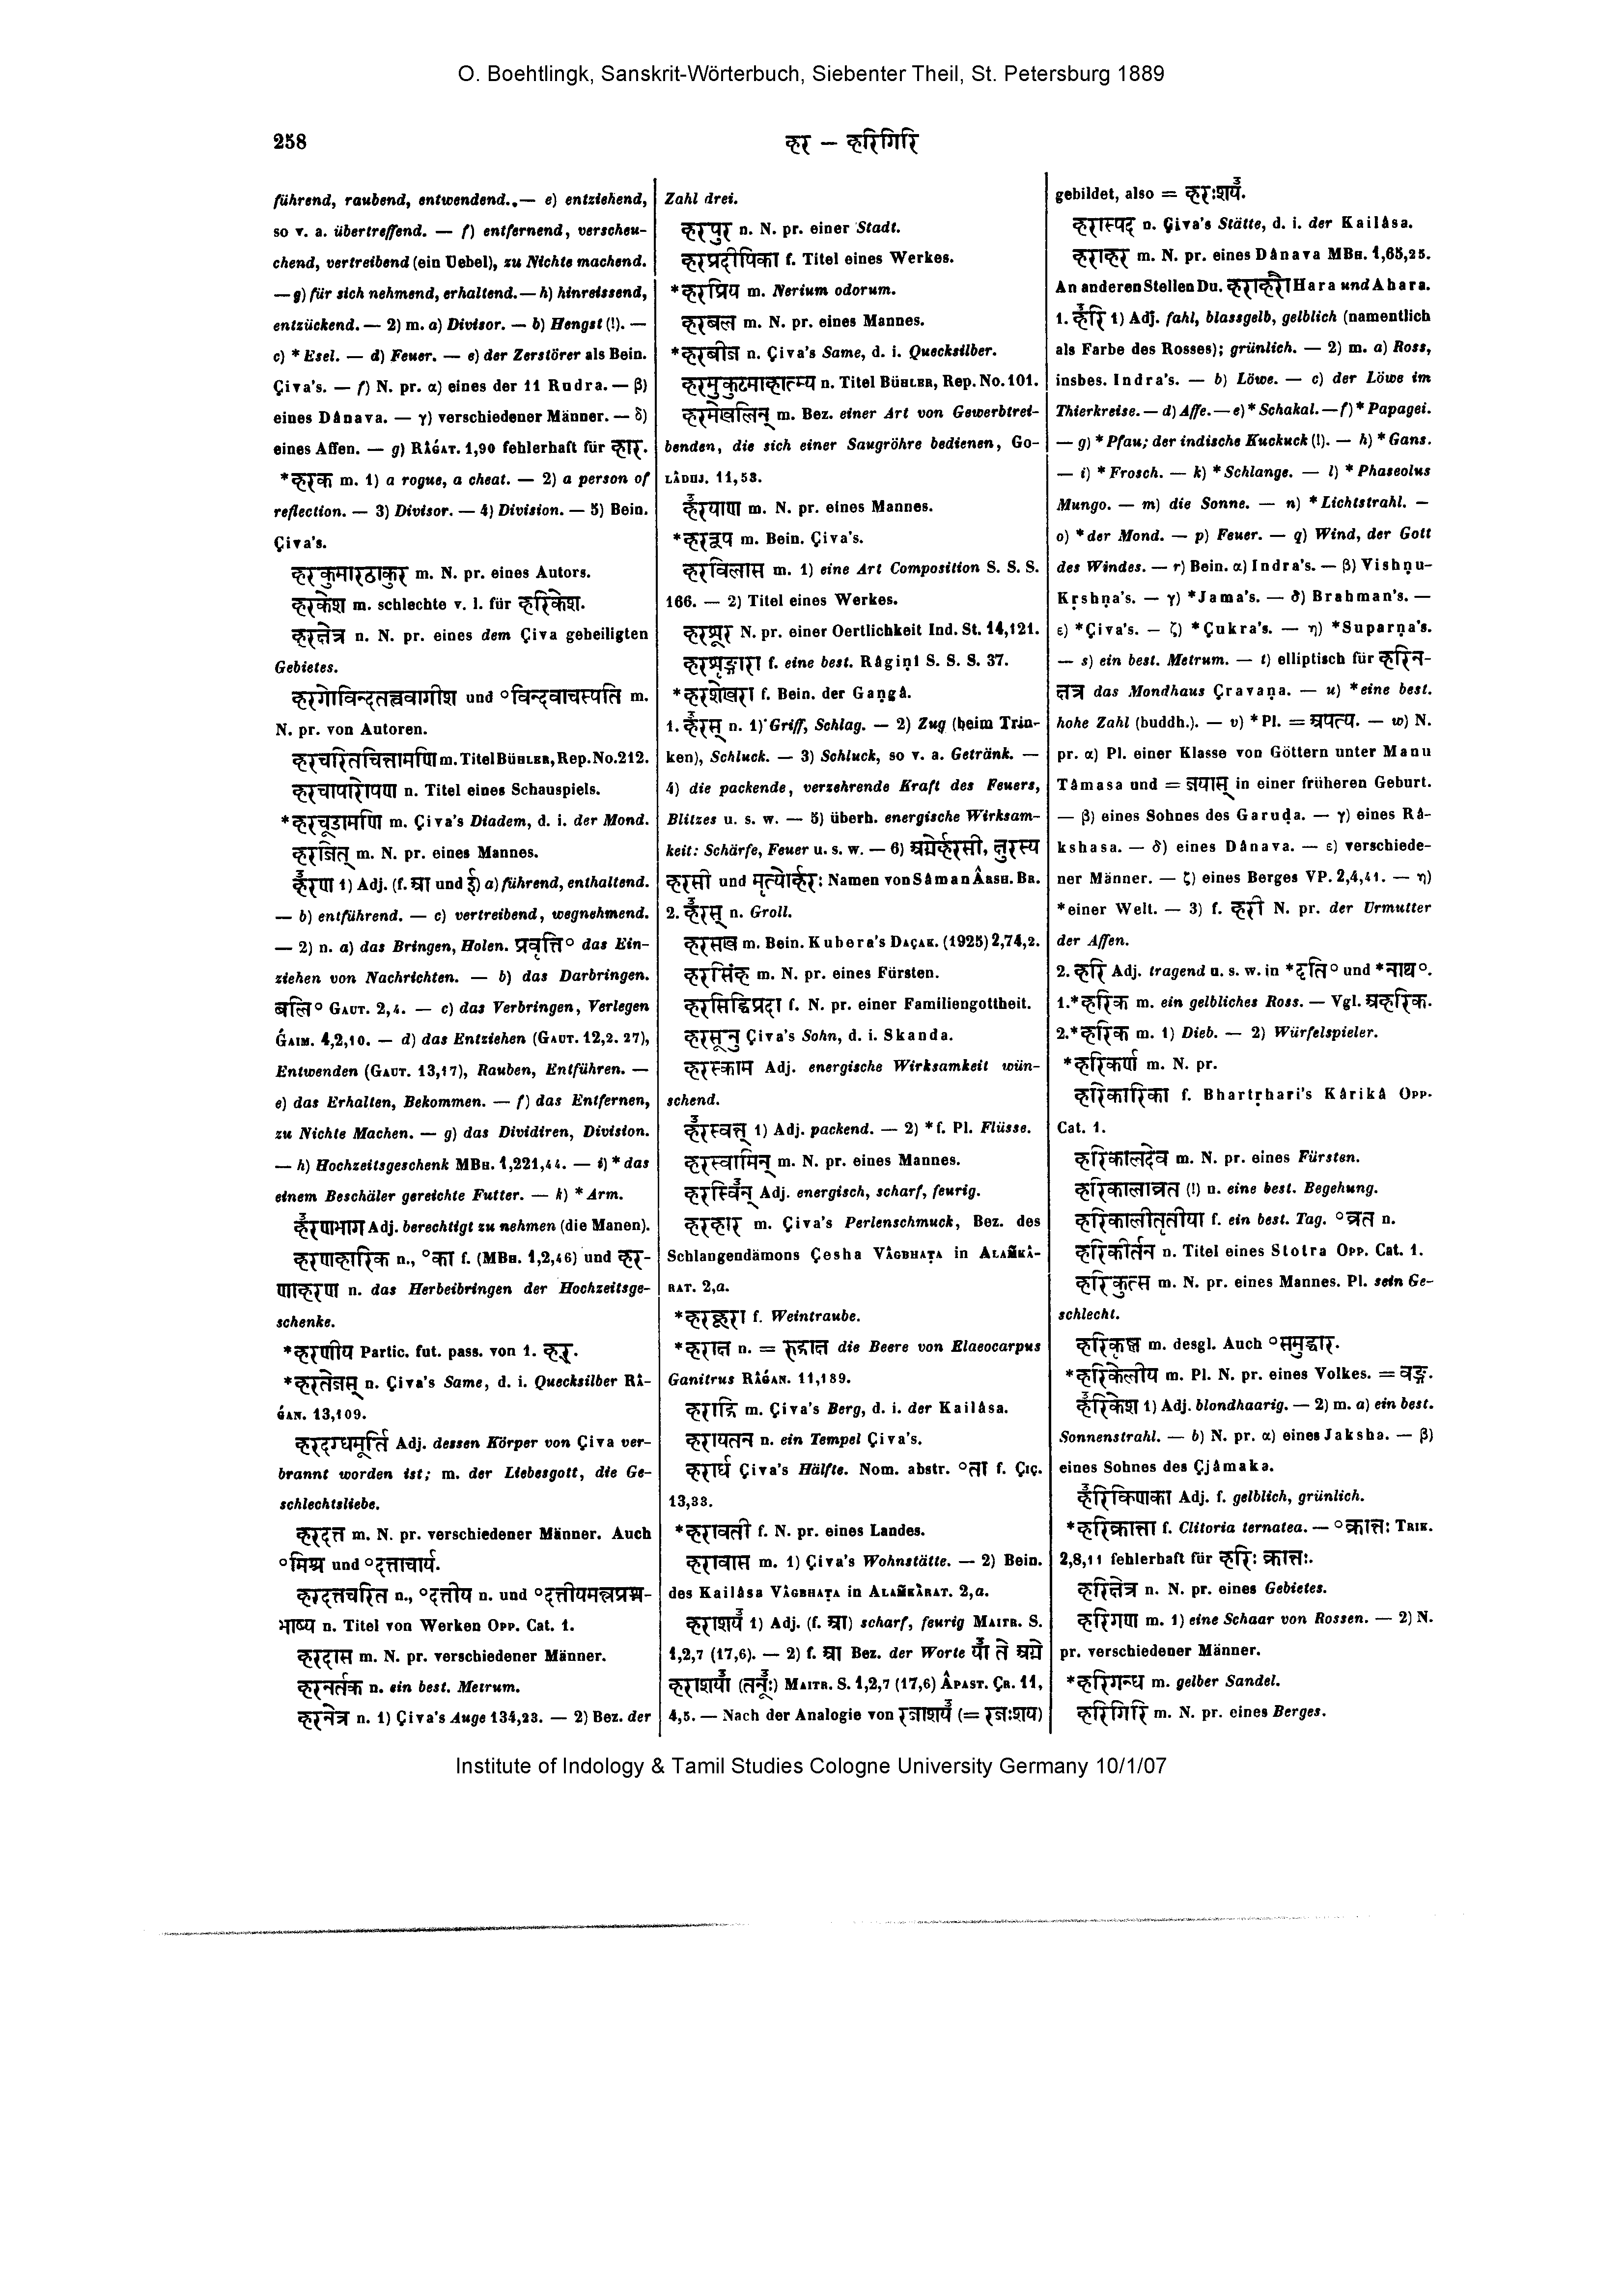 O. Boehtlingk, Sanskrit-Wörterbuch, Siebenter Theil, St. Petersburg 1889
258
हर — हरिगिरि
führend, raubend, entwendend. — e) entziehend,
so v. a. übertreffend. — f) entfernend, verscheu-
chend, vertreibend (ein Uebel), zu Nichte machend.
— g) für sich nehmend, erhaltend. — h) hinreissend,
entzückend. — 2) m. a) Divisor. — b) Hengst (!). —
c) * Esel. — d) Feuer. — e) der Zerstörer als Bein.
Çiva's. — f) N. pr. α) eines der 11 Rudra. — β)
eines Dânava. — γ) verschiedener Männer. — δ)
eines Affen. — g) RÂǴAT. 1,90 fehlerhaft für हार.
*हरक m. 1) a rogue, a cheat. — 2) a person of
reflection. — 3) Divisor. — 4) Division. — 5) Bein.
Çiva's.
हरकुमारठाकुर m. N. pr. eines Autors.
हरकेश m. schlechte v. l. für हरिकेश.
हरक्षेत्र n. N. pr. eines dem Çiva geheiligten
Gebietes.
हरगोविन्दतत्त्ववागीश und °विन्दवाचस्पति m.
N. pr. von Autoren.
हरचरितचिन्तामणि m. Titel BÜHLER, Rep. No. 212.
हरचापारोपण n. Titel eines Schauspiels.
*हरचूडामणि m. Çiva's Diadem, d. i. der Mond.
हरजित् m. N. pr. eines Mannes.
हरण 1) Adj. (f. आ und ई) a) führend, enthaltend.
— b) entführend. — c) vertreibend, wegnehmend.
— 2) n. a) das Bringen, Holen. प्रवृत्ति° das Ein-
ziehen von Nachrichten. — b) das Darbringen.
बलि° GAUT. 2,4. — c) das Verbringen, Verlegen
ǴAIM. 4,2,10. — d) das Entziehen (GAUT. 12,2. 27),
Entwenden (GAUT. 13,17), Rauben, Entführen. —
e) das Erhalten, Bekommen. — f) das Entfernen,
zu Nichte Machen. — g) das Dividiren, Division.
— h) Hochzeitsgeschenk MBH. 1,221,44. — i) * das
einem Beschäler gereichte Futter. — k) * Arm.
हरणभाग Adj. berechtigt zu nehmen (die Manen).
हरणहारिक n., °का f. (MBH. 1,2,46) und हर-
णाहरण n. das Herbeibringen der Hochzeitsge-
schenke.
*हरणीय Partic. fut. pass. von 1. हर्.
*हरतेजस् n. Çiva's Same, d. i. Quecksilber RÂ-
ǴAN. 13,109.
हरदग्धमूर्ति Adj. dessen Körper von Çiva ver-
brannt worden ist; m. der Liebesgott, die Ge-
schlechtsliebe.
हरदत्त m. N. pr. verschiedener Männer. Auch
°मिश्र und °दत्ताचार्य.
हरदत्तचरित n., °दत्तीय n. und °दत्तीयमन्त्रप्रश्न-
भाष्य n. Titel von Werken OPP. Cat. 1.
हरदास m. N. pr. verschiedener Männer.
हरनर्तक n. ein best. Metrum.
हरनेत्र n. 1) Çiva's Auge 134,23. — 2) Bez. der
Zahl drei.
हरपुर n. N. pr. einer Stadt.
हरप्रदीपिका f. Titel eines Werkes.
*हरप्रिय m. Nerium odorum.
हरबल m. N. pr. eines Mannes.
*हरबीज n. Çiva's Same, d. i. Quecksilber.
हरमुकुटमाहात्म्य n. Titel BÜHLER, Rep. No. 101.
हरमेखलिन् m. Bez. einer Art von Gewerbtrei-
benden, die sich einer Saugröhre bedienen, GO-
LÂDHJ. 11,53.
हरयाण m. N. pr. eines Mannes.
*हररूप m. Bein. Çiva's.
हरविलास m. 1) eine Art Composition S. S. S.
166. — 2) Titel eines Werkes.
हरशूर N. pr. einer Oertlichkeit Ind. St. 14,121.
हरशृङ्गारा f. eine best. Râgiṇî S. S. S. 37.
*हरशेखरा f. Bein. der Gaṅgâ.
1. हरस् n. 1) Griff, Schlag. — 2) Zug (beim Trin-
ken), Schluck. — 3) Schluck, so v. a. Getränk. —
4) die packende, verzehrende Kraft des Feuers,
Blitzes u. s. w. — 5) überh. energische Wirksam-
keit: Schärfe, Feuer u. s. w. — 6) अग्नेर्हरसी, जुरस्य
हरसी und मृत्योर्हरः Namen von Sâman ÂRSH. BR.
2. हरस् n. Groll.
हरसख m. Bein. Kubera's DAÇAK. (1925) 2,74,2.
हरसिंह m. N. pr. eines Fürsten.
हरसिद्धिप्रदा f. N. pr. einer Familiengottheit.
हरसूनु Çiva's Sohn, d. i. Skanda.
हरस्काम Adj. energische Wirksamkeit wün-
schend.
हरस्वत् 1) Adj. packend. — 2) * f. Pl. Flüsse.
हरस्वामिन् m. N. pr. eines Mannes.
हरस्विन् Adj. energisch, scharf, feurig.
हरहार m. Çiva's Perlenschmuck, Bez. des
Schlangendämons Çesha VÂGBHAṬA in ALAṂKÂ-
RAT. 2,a.
*हरहूरा f. Weintraube.
*हराक्ष n. = रुद्राक्ष die Beere von Elaeocarpus
Ganitrus RÂǴAN. 11,189.
हराद्रि m. Çiva's Berg, d. i. der Kailâsa.
हरायतन n. ein Tempel Çiva's.
हरार्ध Çiva's Hälfte. Nom. abstr. °ता f. ÇIÇ.
13,33.
*हरावती f. N. pr. eines Landes.
हरावास m. 1) Çiva's Wohnstätte. — 2) Bein.
des Kailâsa VÂGBHAṬA in ALAṂKÂRAT. 2,a.
हराशय 1) Adj. (f. आ) scharf, feurig MAITR. S.
1,2,7 (17,6). — 2) f. आ Bez. der Worte या ते अग्ने
हराशया (तनूः) MAITR. S. 1,2,7 (17,6) ÂPAST. ÇR. 11,
4,5. — Nach der Analogie von रजाशय (= रजःशय)
gebildet, also = हरःशय.
हरास्पद n. Çiva's Stätte, d. i. der Kailâsa.
हराहर m. N. pr. eines Dânava MBH. 1,65,25.
An anderen Stellen Du. हराहरौ Hara und Ahara.
1. हरि 1) Adj. fahl, blassgelb, gelblich (namentlich
als Farbe des Rosses); grünlich. — 2) m. a) Ross,
insbes. Indra's. — b) Löwe. — c) der Löwe im
Thierkreise. — d) Affe. — e) * Schakal. — f) * Papagei.
— g) * Pfau; der indische Kuckuck (!). — h) * Gans.
— i) * Frosch. — k) * Schlange. — l) * Phaseolus
Mungo. — m) die Sonne. — n) * Lichtstrahl. —
o) * der Mond. — p) Feuer. — q) Wind, der Gott
des Windes. — r) Bein. α) Indra's. — β) Vishṇu-
Kṛshṇa's. — γ) *Jama's. — δ) Brahman's. —
ε) *Çiva's. — ζ) *Çukra's. — η) *Suparṇa's.
— s) ein best. Metrum. — t) elliptisch für हरिन-
क्षत्र das Mondhaus Çravaṇa. — u) *eine best.
hohe Zahl (buddh.). — v) * Pl. = अपत्य. — w) N.
pr. α) Pl. einer Klasse von Göttern unter Manu
Tâmasa und = जयास् in einer früheren Geburt.
— β) eines Sohnes des Garuḍa. — γ) eines Râ-
kshasa. — δ) eines Dânava. — ε) verschiede-
ner Männer. — ζ) eines Berges VP. 2,4,41. — η)
*einer Welt. — 3) f. हरी N. pr. der Urmutter
der Affen.
2. हरि Adj. tragend u. s. w. in *दृति° und *नाथ°.
1.*हरिक m. ein gelbliches Ross. — Vgl. अहरिक.
2.*हरिक m. 1) Dieb. — 2) Würfelspieler.
*हरिकर्ण m. N. pr.
हरिकारिका f. Bhartṛhari's Kârikâ OPP.
Cat. 1.
हरिकालदेव m. N. pr. eines Fürsten.
हरिकालाव्रत (!) n. eine best. Begehung.
हरिकालीतृतीया f. ein best. Tag. °व्रत n.
हरिकीर्तन n. Titel eines Stotra OPP. Cat. 1.
हरिकुत्स m. N. pr. eines Mannes. Pl. sein Ge-
schlecht.
हरिकृष्ण m. desgl. Auch °समुद्धार.
*हरिकेलीय m. Pl. N. pr. eines Volkes. = वङ्ग.
हरिकेश 1) Adj. blondhaarig. — 2) m. a) ein best.
Sonnenstrahl. — b) N. pr. α) eines Jaksha. — β)
eines Sohnes des Çjâmaka.
हरिक्णिका Adj. f. gelblich, grünlich.
*हरिक्रान्ता f. Clitoria ternatea. — °क्रान्तः TRIK.
2,8,11 fehlerhaft für हरिः क्रान्तः.
हरिक्षेत्र n. N. pr. eines Gebietes.
हरिगण m. 1) eine Schaar von Rossen. — 2) N.
pr. verschiedener Männer.
*हरिगन्ध m. gelber Sandel.
हरिगिरि m. N. pr. eines Berges.
Institute of Indology & Tamil Studies Cologne University Germany 10/1/07